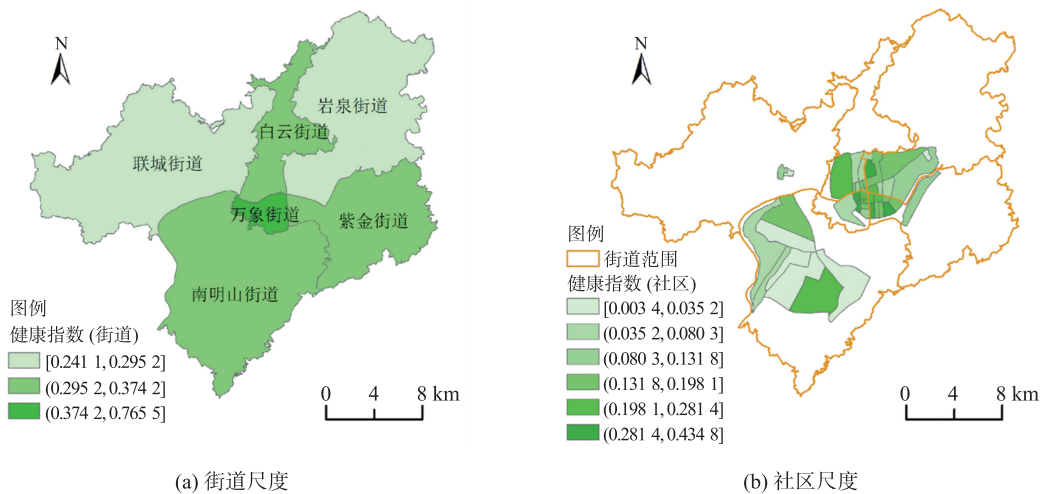 N
岩泉街道
白云街道
联城街道
万象街道
紫金街道
南明山街道
图例
健康指数 (街道)
[0.241 1, 0.295 2]
(0.295 2, 0.374 2]
(0.374 2, 0.765 5]
0 4 8 km
(a) 街道尺度
N
图例
街道范围
健康指数 (社区)
[0.003 4, 0.035 2]
(0.035 2, 0.080 3]
(0.080 3, 0.131 8]
(0.131 8, 0.198 1]
(0.198 1, 0.281 4]
(0.281 4, 0.434 8]
0 4 8 km
(b) 社区尺度